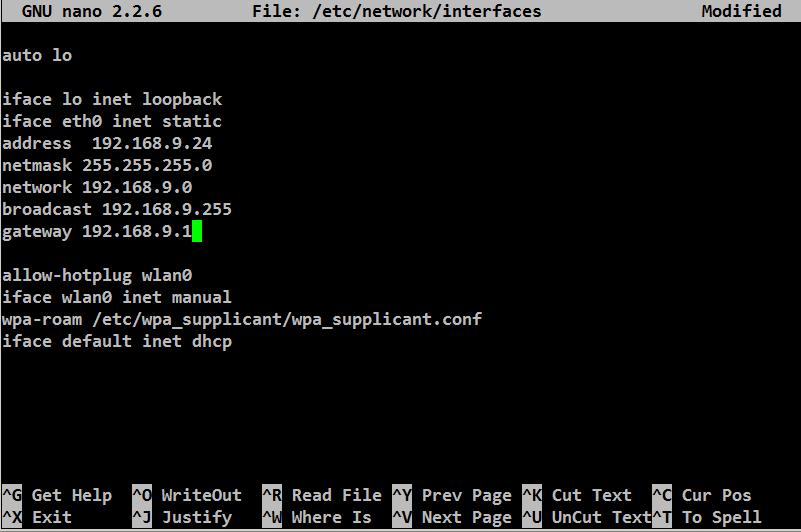 GNU nano 2.2.6 File: /etc/network/interfaces Modified
auto lo
iface lo inet loopback
iface eth0 inet static
address  192.168.9.24
netmask 255.255.255.0
network 192.168.9.0
broadcast 192.168.9.255
gateway 192.168.9.1
allow-hotplug wlan0
iface wlan0 inet manual
wpa-roam /etc/wpa_supplicant/wpa_supplicant.conf
iface default inet dhcp
^G Get Help ^O WriteOut ^R Read File ^Y Prev Page ^K Cut Text ^C Cur Pos
^X Exit ^J Justify ^W Where Is ^V Next Page ^U UnCut Text ^T To Spell